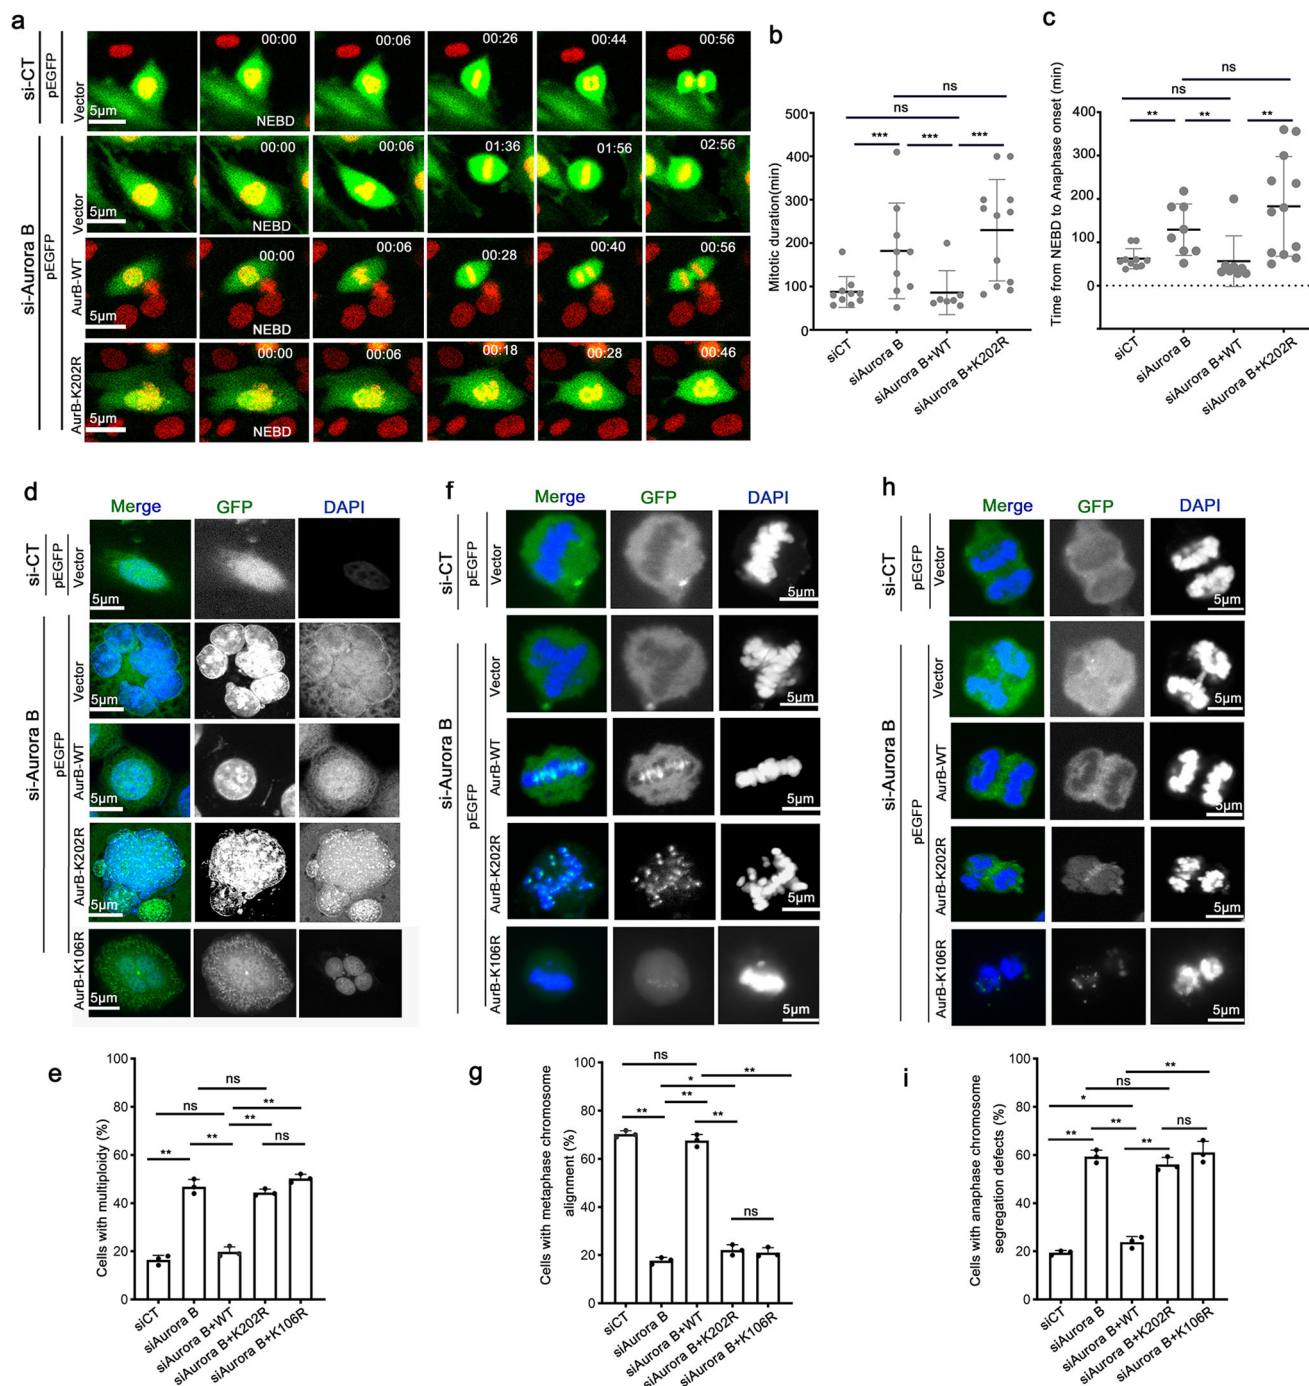 a
si-CT
pEGFP
Vector
5μm
00:00
NEBD
00:06
00:26
00:44
00:56
si-Aurora B
pEGFP
Vector
5μm
00:00
NEBD
00:06
01:36
01:56
02:56
AurB-WT
5μm
00:00
NEBD
00:06
00:28
00:40
00:56
AurB-K202R
5μm
00:00
NEBD
00:06
00:18
00:28
00:46
b
Mitotic duration(min)
500
400
300
200
100
0
ns
ns
***
***
***
siCT
siAurora B
siAurora B+WT
siAurora B+K202R
c
Time from NEBD to Anaphase onset (min)
400
300
200
100
0
ns
ns
**
**
**
siCT
siAurora B
siAurora B+WT
siAurora B+K202R
d
Merge
GFP
DAPI
si-CT
pEGFP
Vector
5μm
si-Aurora B
pEGFP
Vector
5μm
AurB-WT
5μm
AurB-K202R
5μm
AurB-K106R
5μm
f
Merge
GFP
DAPI
si-CT
pEGFP
Vector
5μm
si-Aurora B
pEGFP
Vector
5μm
AurB-WT
5μm
AurB-K202R
5μm
AurB-K106R
5μm
h
Merge
GFP
DAPI
si-CT
pEGFP
Vector
5μm
si-Aurora B
pEGFP
Vector
5μm
AurB-WT
5μm
AurB-K202R
5μm
AurB-K106R
5μm
e
Cells with multiploidy (%)
100
80
60
40
20
0
ns
ns
**
**
**
**
ns
siCT
siAurora B
siAurora B+WT
siAurora B+K202R
siAurora B+K106R
g
Cells with metaphase chromosome
alignment (%)
100
80
60
40
20
0
ns
**
*
**
**
**
ns
siCT
siAurora B
siAurora B+WT
siAurora B+K202R
siAurora B+K106R
i
Cells with anaphase chromosome
segregation defects (%)
100
80
60
40
20
0
**
ns
*
**
**
**
ns
siCT
siAurora B
siAurora B+WT
siAurora B+K202R
siAurora B+K106R